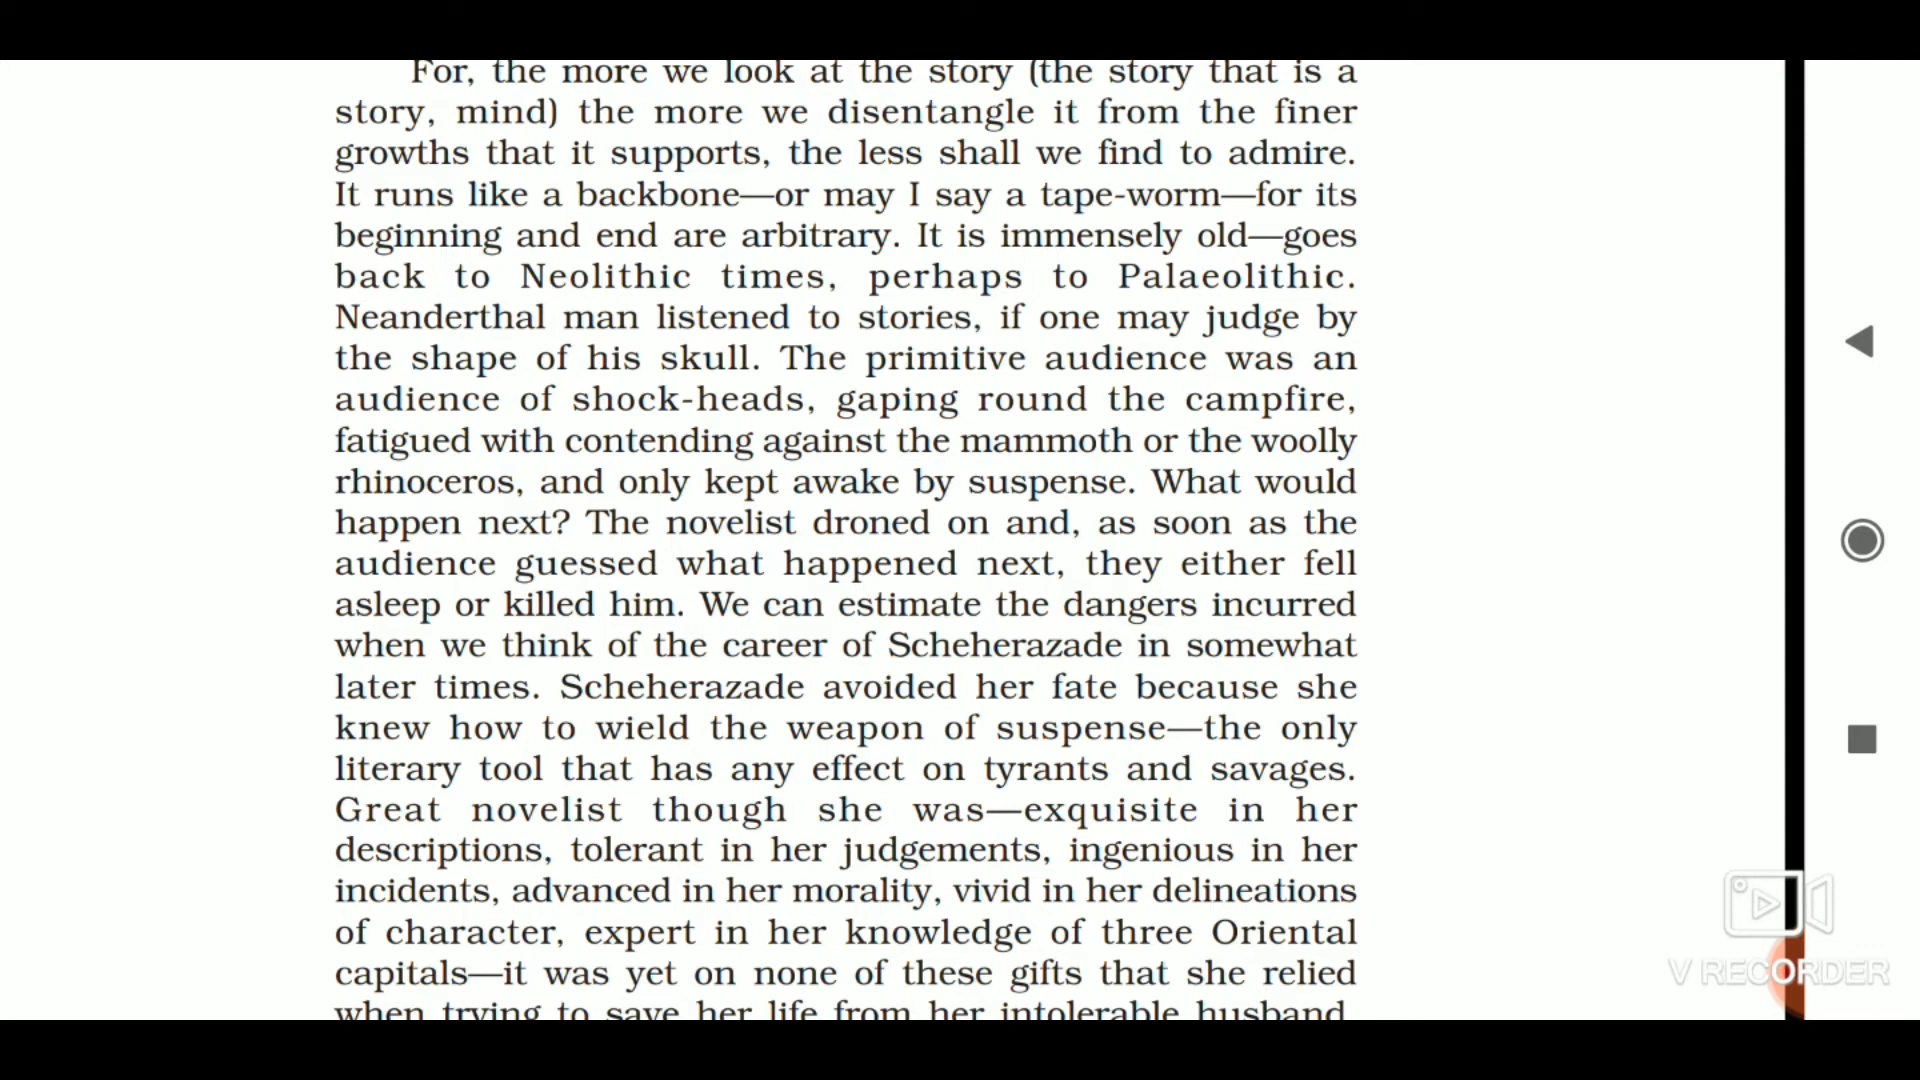 For, the more we look at the story (the story that is a
story, mind) the more we disentangle it from the finer
growths that it supports, the less shall we find to admire.
It runs like a backbone—or may I say a tape-worm—for its
beginning and end are arbitrary. It is immensely old—goes
back to Neolithic times, perhaps to Palaeolithic.
Neanderthal man listened to stories, if one may judge by
the shape of his skull. The primitive audience was an
audience of shock-heads, gaping round the campfire,
fatigued with contending against the mammoth or the woolly
rhinoceros, and only kept awake by suspense. What would
happen next? The novelist droned on and, as soon as the
audience guessed what happened next, they either fell
asleep or killed him. We can estimate the dangers incurred
when we think of the career of Scheherazade in somewhat
later times. Scheherazade avoided her fate because she
knew how to wield the weapon of suspense—the only
literary tool that has any effect on tyrants and savages.
Great novelist though she was—exquisite in her
descriptions, tolerant in her judgements, ingenious in her
incidents, advanced in her morality, vivid in her delineations
of character, expert in her knowledge of three Oriental
capitals—it was yet on none of these gifts that she relied
when trying to save her life from her intolerable husband.
V RECORDER